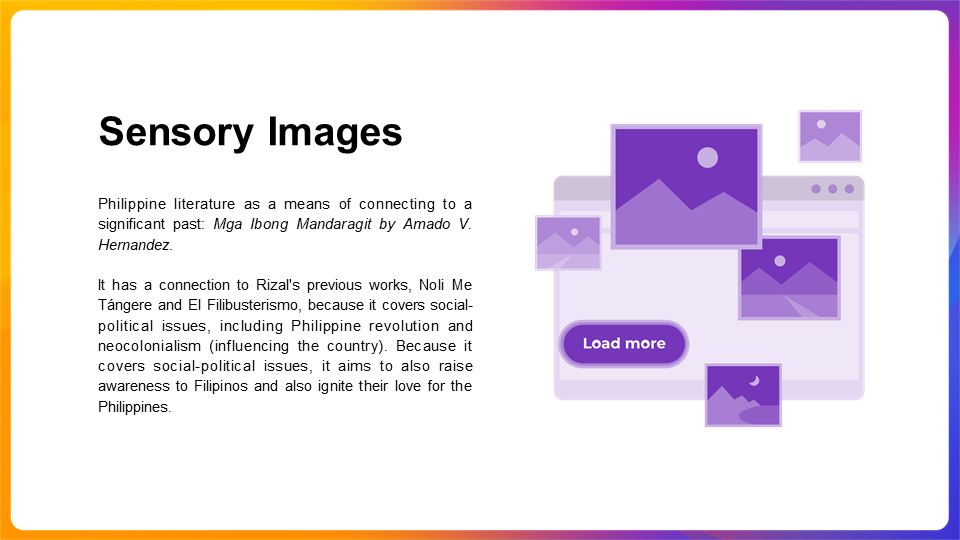 Sensory Images
Philippine literature as a means of connecting to a
significant past: Mga Ibong Mandaragit by Amado V.
Hernandez.
It has a connection to Rizal's previous works, Noli Me
Tángere and El Filibusterismo, because it covers social-
political issues, including Philippine revolution and
neocolonialism (influencing the country). Because it
covers social-political issues, it aims to also raise
awareness to Filipinos and also ignite their love for the
Philippines.
Load more